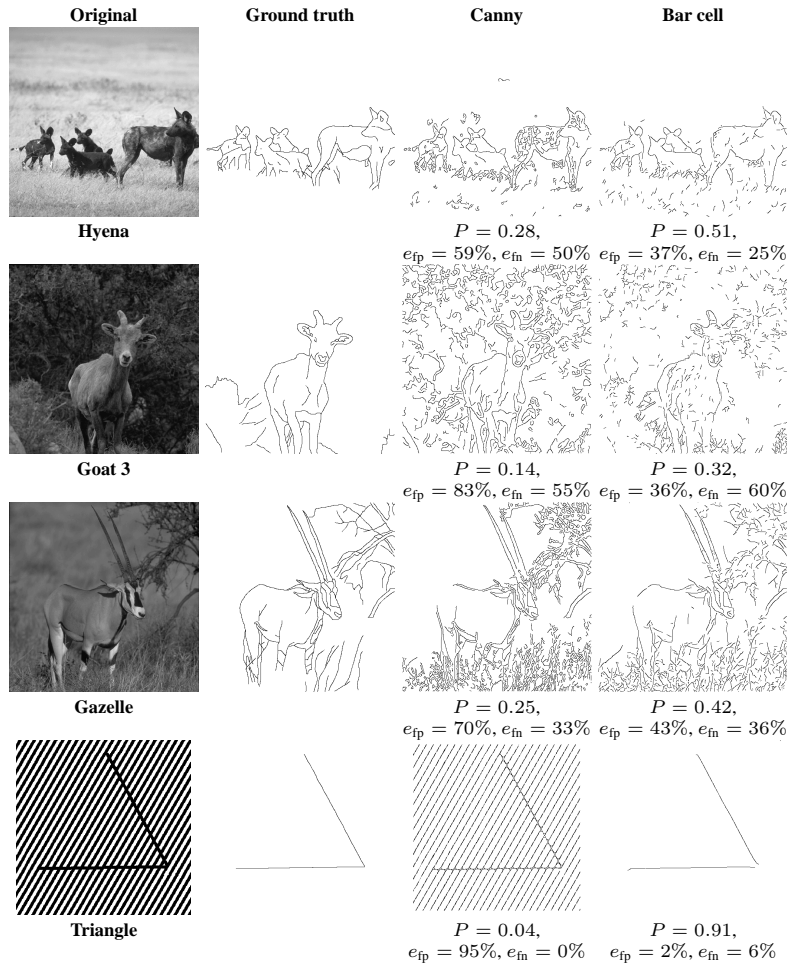 Original Ground truth Canny Bar cell
Hyena P = 0.28, P = 0.51,
e_fp = 59%, e_fn = 50% e_fp = 37%, e_fn = 25%
Goat 3 P = 0.14, P = 0.32,
e_fp = 83%, e_fn = 55% e_fp = 36%, e_fn = 60%
Gazelle P = 0.25, P = 0.42,
e_fp = 70%, e_fn = 33% e_fp = 43%, e_fn = 36%
Triangle P = 0.04, P = 0.91,
e_fp = 95%, e_fn = 0% e_fp = 2%, e_fn = 6%